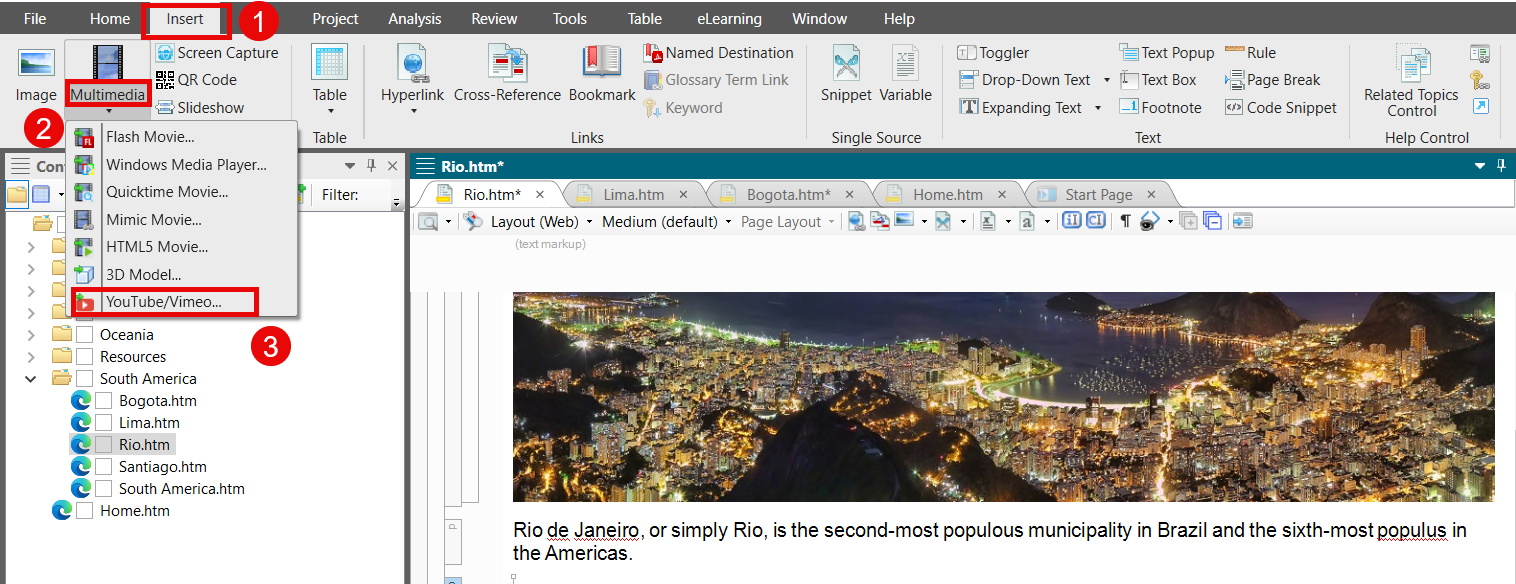 File Home Insert 1 Project Analysis Review Tools Table eLearning Window Help
Image Multimedia Screen Capture QR Code Slideshow
2
Table Table
Hyperlink Cross-Reference Bookmark Named Destination Glossary Term Link Keyword
Links
Snippet Variable
Single Source
Toggler Text Popup Rule
Drop-Down Text Text Box Page Break
Expanding Text Footnote Code Snippet
Text
Related Topics
Control
Help Control
Flash Movie...
Windows Media Player...
Quicktime Movie...
Mimic Movie...
HTML5 Movie...
3D Model...
YouTube/Vimeo...
3
Filter:
Oceania
Resources
South America
Bogota.htm
Lima.htm
Rio.htm
Santiago.htm
South America.htm
Home.htm
Rio.htm*
Rio.htm* Lima.htm Bogota.htm* Home.htm Start Page
Layout (Web) Medium (default) Page Layout
(text markup)
Rio de Janeiro, or simply Rio, is the second-most populous municipality in Brazil and the sixth-most populus in
the Americas.